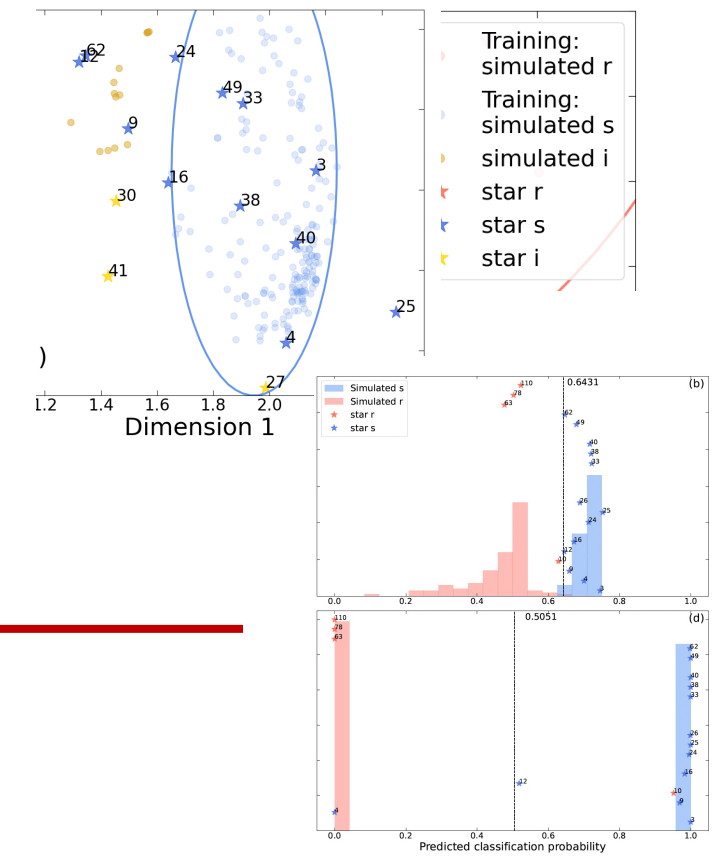 62
12
24
49
33
9
3
16
30
38
40
41
25
4
27
)
1.2 1.4 1.6 1.8 2.0 2.2
Dimension 1
Training:
simulated r
Training:
simulated s
simulated i
star r
star s
star i
Simulated s
Simulated r
star r
star s
0.6431
(b)
110
78
63
62
49
40
38
33
26
25
24
16
12
10
9
4
3
0.0 0.2 0.4 0.6 0.8 1.0
0.5051
(d)
110
78
63
62
49
40
38
33
26
25
24
16
12
10
9
4
3
0.0 0.2 0.4 0.6 0.8 1.0
Predicted classification probability